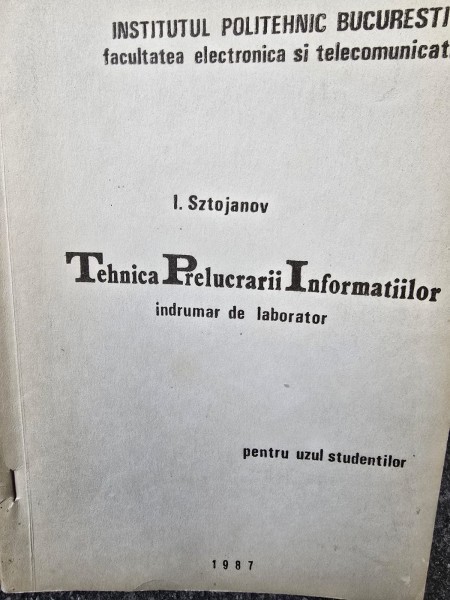 INSTITUTUL POLITEHNIC BUCURESTI
facultatea electronica si telecomunicat
I. Sztojanov
Tehnica Prelucrarii Informatiilor
indrumar de laborator
pentru uzul studentilor
1987